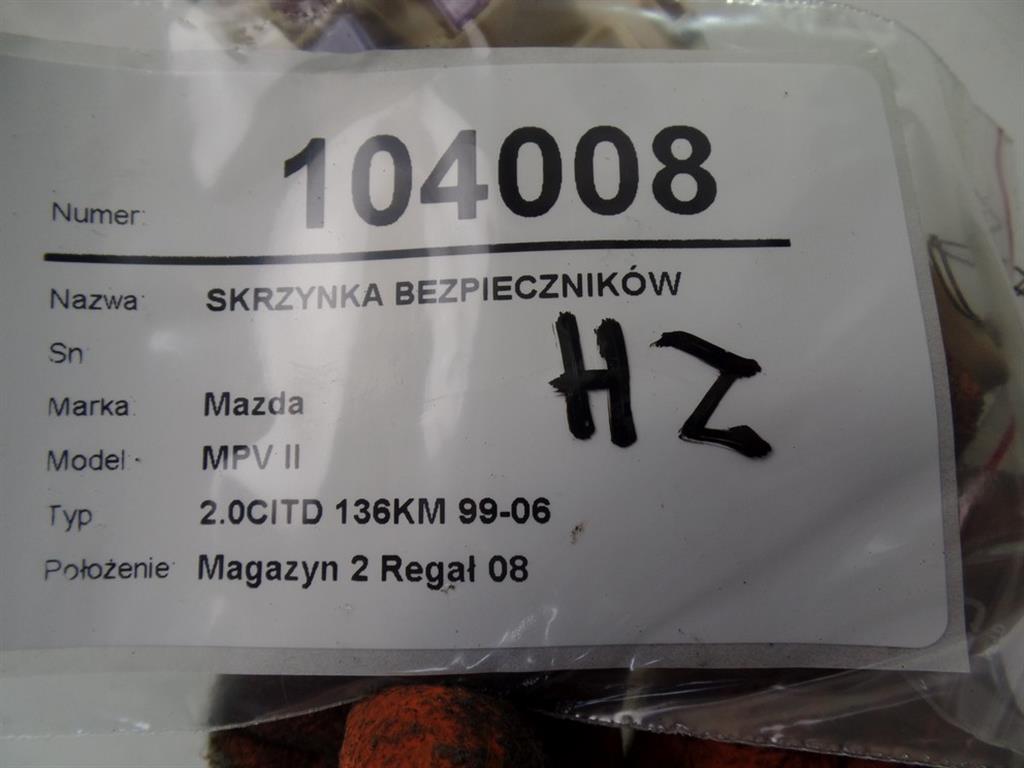 Numer: 104008
Nazwa: SKRZYNKA BEZPIECZNIKÓW
Sn
Marka: Mazda
Model: MPV II
Typ 2.0CITD 136KM 99-06
Położenie: Magazyn 2 Regał 08
HZ